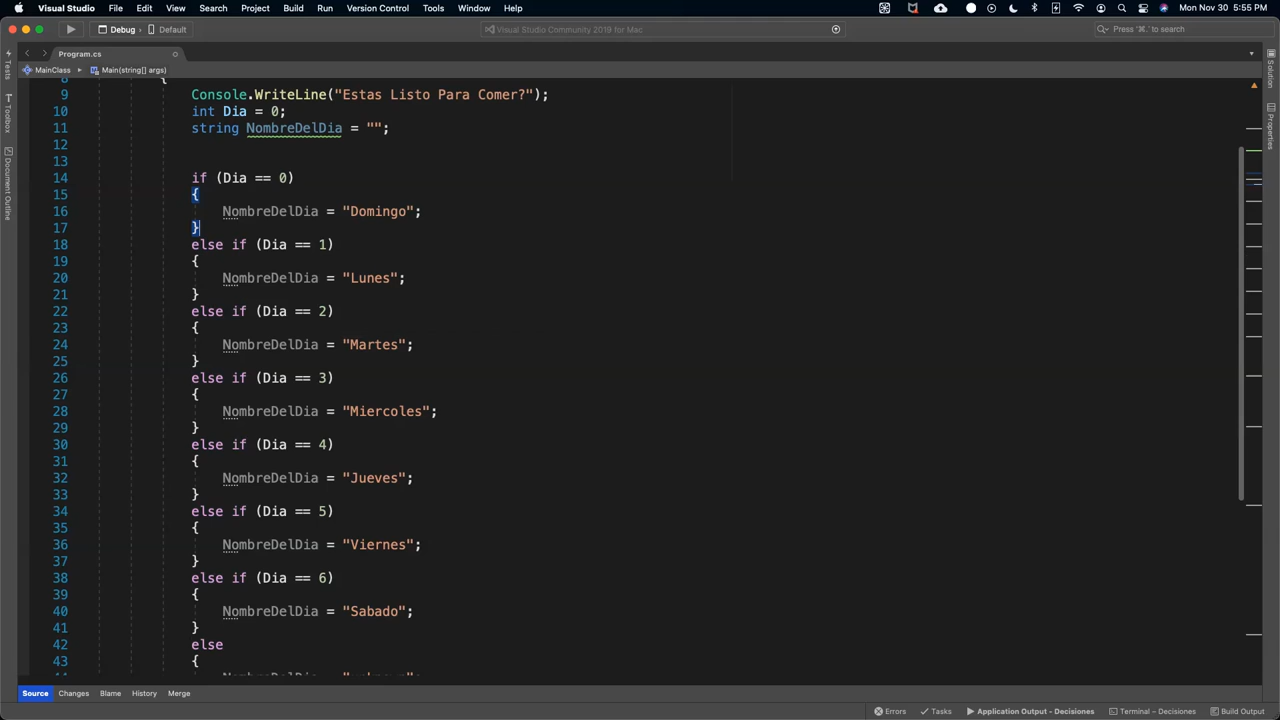 Visual Studio File Edit View Search Project Build Run Version Control Tools Window Help Mon Nov 30 5:55 PM
Debug Default Visual Studio Community 2019 for Mac Press '⌘.' to search
Program.cs
MainClass Main(string[] args)
8 {
9 Console.WriteLine("Estas Listo Para Comer?");
10 int Dia = 0;
11 string NombreDelDia = "";
12
13
14 if (Dia == 0)
15 {
16 NombreDelDia = "Domingo";
17 }
18 else if (Dia == 1)
19 {
20 NombreDelDia = "Lunes";
21 }
22 else if (Dia == 2)
23 {
24 NombreDelDia = "Martes";
25 }
26 else if (Dia == 3)
27 {
28 NombreDelDia = "Miercoles";
29 }
30 else if (Dia == 4)
31 {
32 NombreDelDia = "Jueves";
33 }
34 else if (Dia == 5)
35 {
36 NombreDelDia = "Viernes";
37 }
38 else if (Dia == 6)
39 {
40 NombreDelDia = "Sabado";
41 }
42 else
43 {
Tests
Toolbox
Document Outline
Solution
Properties
Source Changes Blame History Merge
Errors Tasks Application Output - Decisiones Terminal – Decisiones Build Output